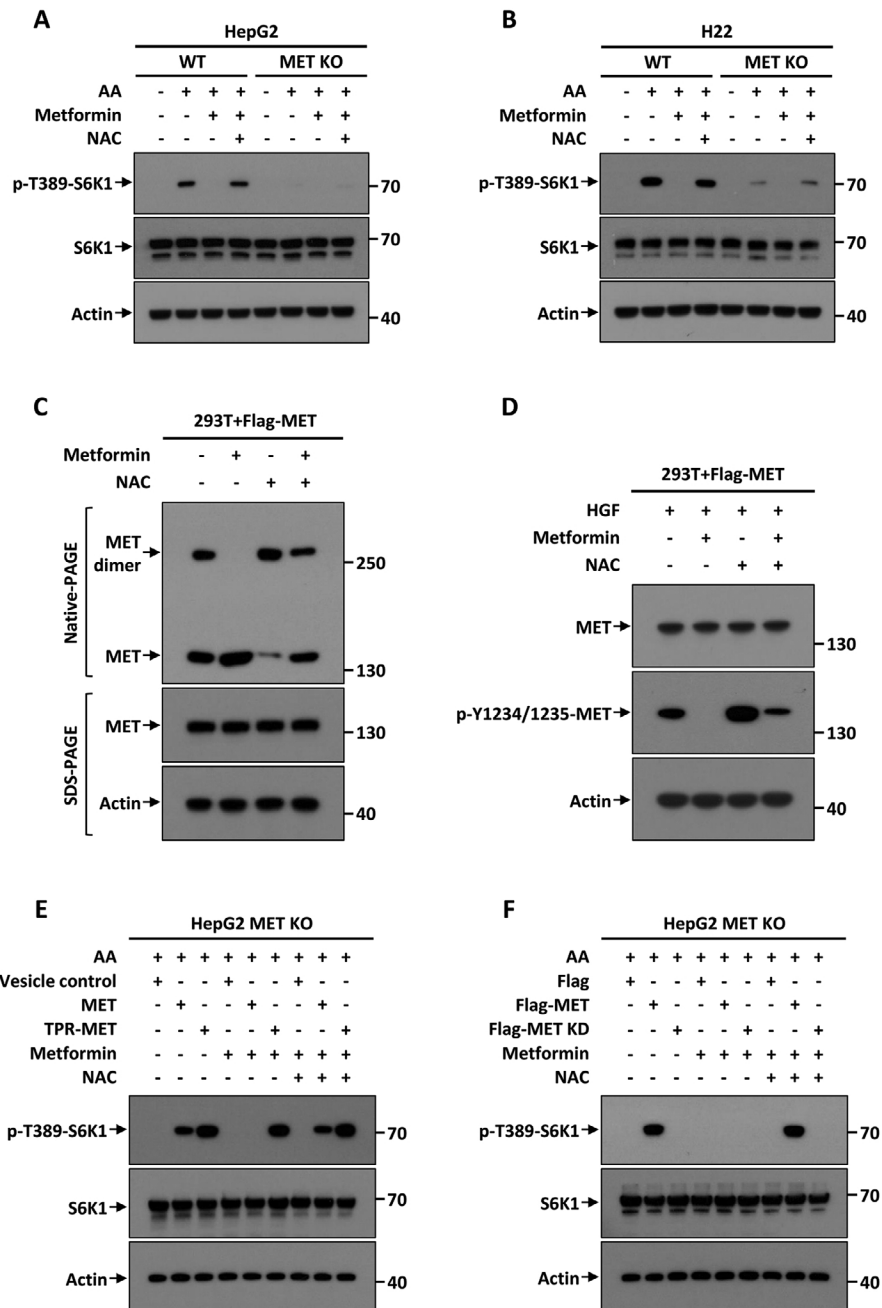 A
HepG2
WT MET KO
AA - + + + - + + +
Metformin - - + + - - + +
NAC - - - + - - - +
p-T389-S6K1 70
S6K1 70
Actin 40
B
H22
WT MET KO
AA - + + + - + + +
Metformin - - + + - - + +
NAC - - - + - - - +
p-T389-S6K1 70
S6K1 70
Actin 40
C
293T+Flag-MET
Metformin - + - +
NAC - - + +
Native-PAGE
MET
dimer 250
MET 130
SDS-PAGE
MET 130
Actin 40
D
293T+Flag-MET
HGF + + + +
Metformin - + - +
NAC - - + +
MET 130
p-Y1234/1235-MET 130
Actin 40
E
HepG2 MET KO
AA + + + + + + + + +
Vesicle control + - - + - - + - -
MET - + - - + - - + -
TPR-MET - - + - - + - - +
Metformin - - - + + + + + +
NAC - - - - - - + + +
p-T389-S6K1 70
S6K1 70
Actin 40
F
HepG2 MET KO
AA + + + + + + + + +
Flag + - - + - - + - -
Flag-MET - + - - + - - + -
Flag-MET KD - - + - - + - - +
Metformin - - - + + + + + +
NAC - - - - - - + + +
p-T389-S6K1 70
S6K1 70
Actin 40